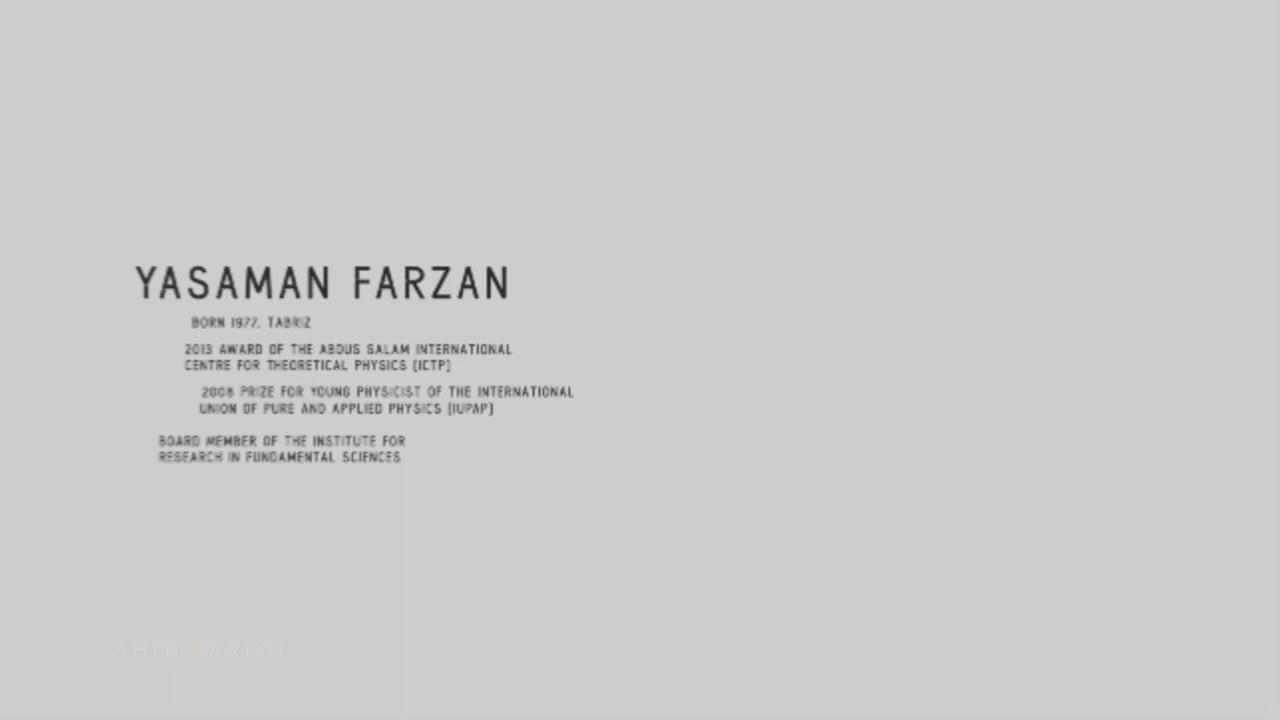 YASAMAN FARZAN
BORN 1977, TABRIZ
2013 AWARD OF THE ABDUS SALAM INTERNATIONAL
CENTRE FOR THEORETICAL PHYSICS (ICTP)
2008 PRIZE FOR YOUNG PHYSICIST OF THE INTERNATIONAL
UNION OF PURE AND APPLIED PHYSICS (IUPAP)
BOARD MEMBER OF THE INSTITUTE FOR
RESEARCH IN FUNDAMENTAL SCIENCES